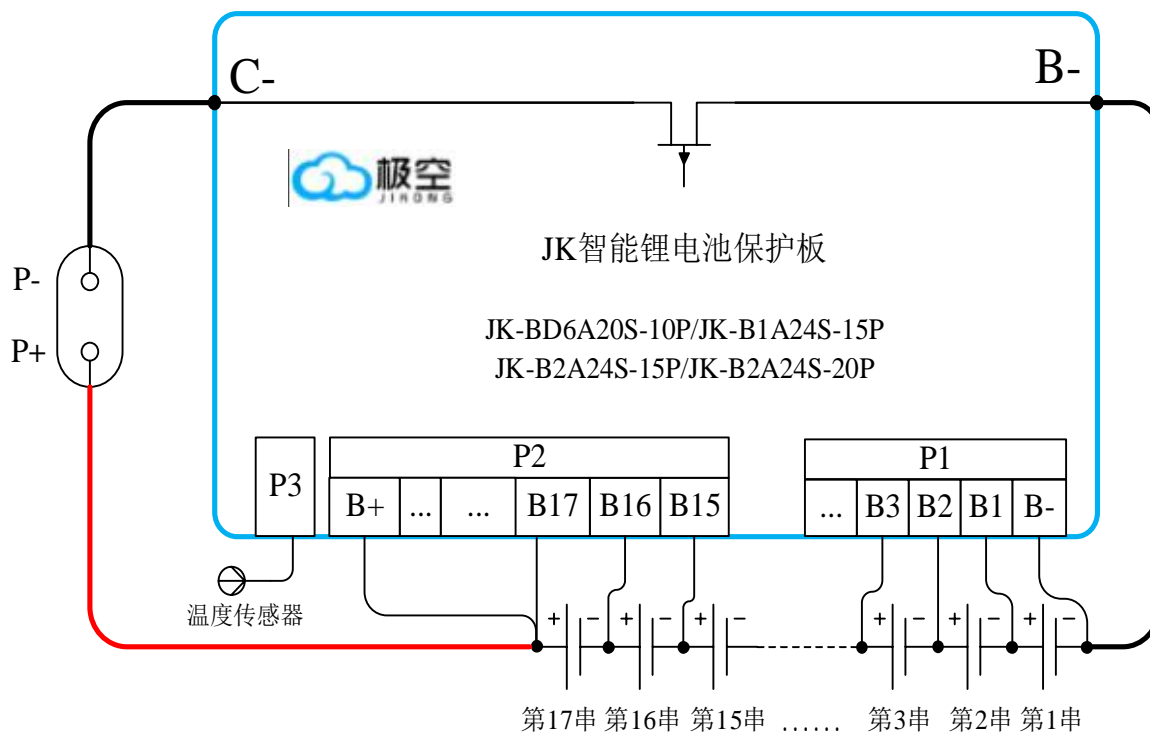 C- B-
极空
JIKONG
JK智能锂电池保护板
P-
P+
JK-BD6A20S-10P/JK-B1A24S-15P
JK-B2A24S-15P/JK-B2A24S-20P
P3
P2
P1
B+ ... ... B17 B16 B15
... B3 B2 B1 B-
温度传感器
+ - + - + - + - + - + -
第17串 第16串 第15串 ...... 第3串 第2串 第1串